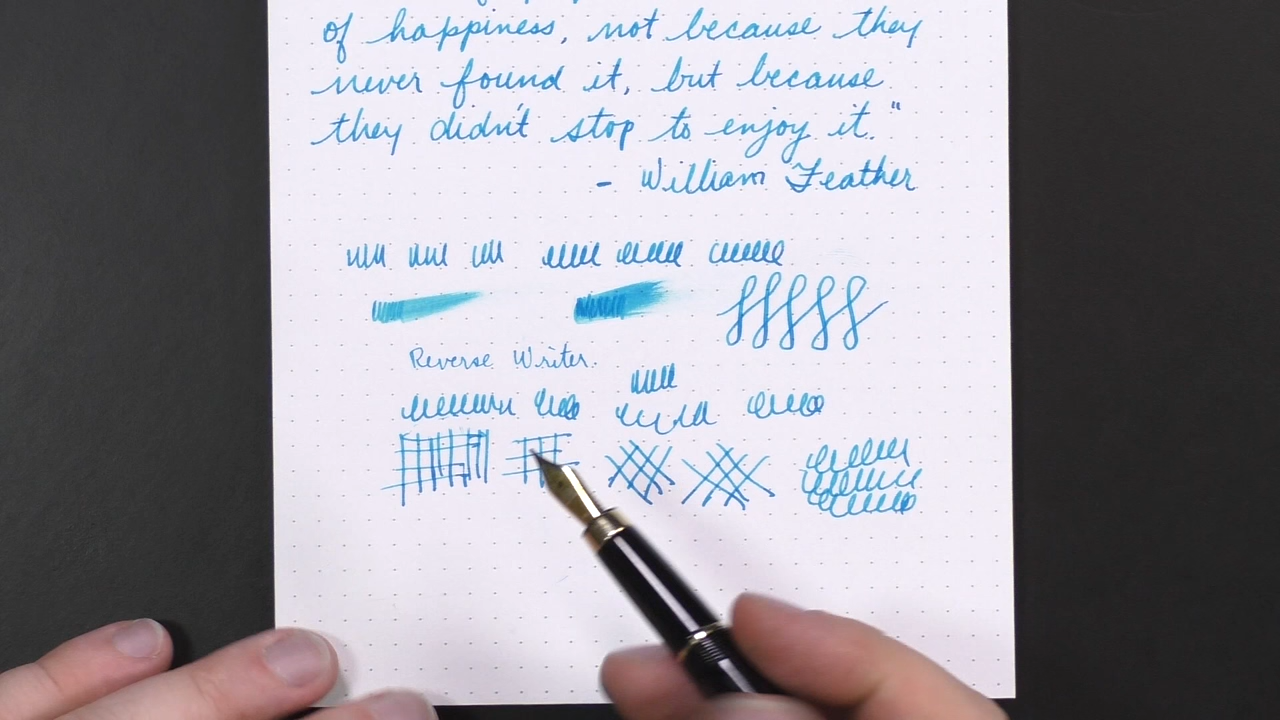 of happiness, not because they
never found it, but because
they didn't stop to enjoy it."
- William Feather
Reverse Writer.